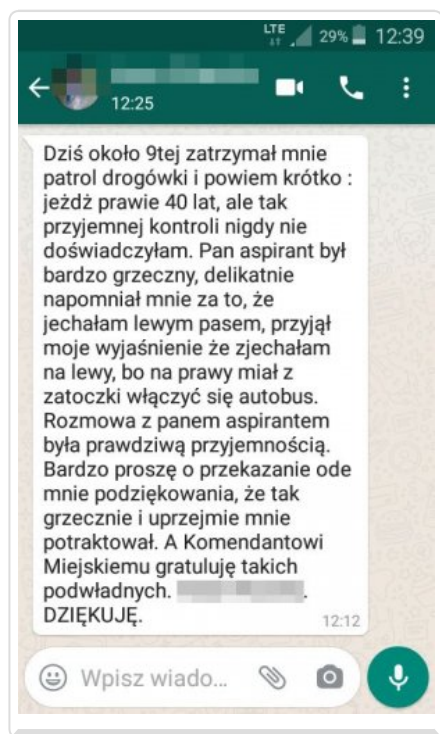 LTE 29% 12:39
12:25
Dziś około 9tej zatrzymał mnie
patrol drogówki i powiem krótko :
jeżdż prawie 40 lat, ale tak
przyjemnej kontroli nigdy nie
doświadczyłam. Pan aspirant był
bardzo grzeczny, delikatnie
napomniał mnie za to, że
jechałam lewym pasem, przyjął
moje wyjaśnienie że zjechałam
na lewy, bo na prawy miał z
zatoczki włączyć się autobus.
Rozmowa z panem aspirantem
była prawdziwą przyjemnością.
Bardzo proszę o przekazanie ode
mnie podziękowania, że tak
grzecznie i uprzejmie mnie
potraktował. A Komendantowi
Miejskiemu gratuluję takich
podwładnych. .
DZIĘKUJĘ.
12:12
Wpisz wiado...